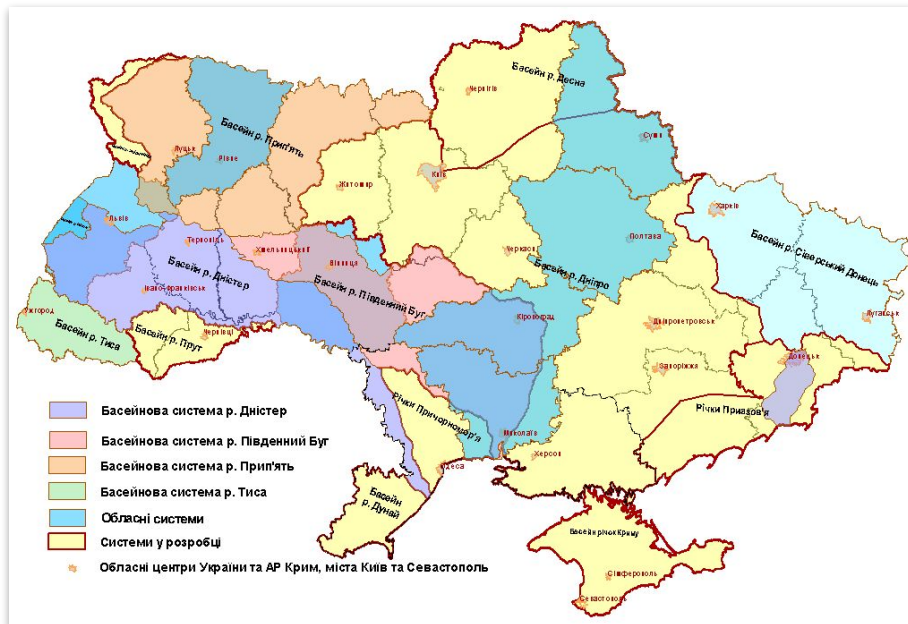 Басейн р. Десна
Чернігів
Суми
Луцьк
Рівне
Басейн р. Прип'ять
Житомир
Київ
Харків
Львів
Полтава
Басейн р. Сіверський Донець
Тернопіль
Хмельницький
Вінниця
Черкаси
Басейн р. Дніпро
Басейн р. Дністер
Івано-Франківськ
Басейн р. Південний Буг
Кіровоград
Луганськ
Ужгород
Басейн р. Тиса
Басейн р. Прут
Чернівці
Дніпропетровськ
Донецьк
Запоріжжя
Річки Причорномор'я
Річки Приазов'я
Миколаїв
Херсон
Одеса
Басейн
р. Дунай
Басейн річок Криму
Сімферополь
Севастополь
Басейнова система р. Дністер
Басейнова система р. Південний Буг
Басейнова система р. Прип'ять
Басейнова система р. Тиса
Обласні системи
Системи у розробці
Обласні центри України та АР Крим, міста Київ та Севастополь